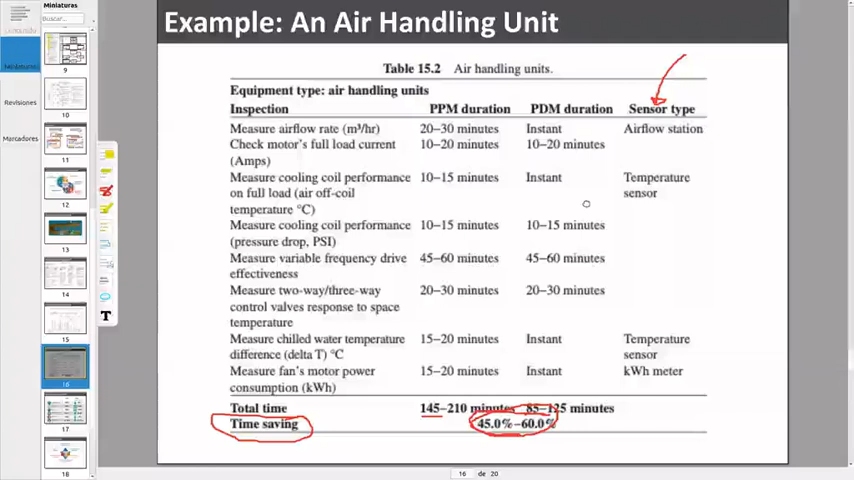 Miniaturas
Buscar...
Example: An Air Handling Unit
Miniaturas
9
Revisiones
10
Marcadores
11
12
13
14
15
16
17
18
T
Table 15.2 Air handling units.
Equipment type: air handling units
Inspection PPM duration PDM duration Sensor type
Measure airflow rate (m³/hr) 20–30 minutes Instant Airflow station
Check motor's full load current 10–20 minutes 10–20 minutes
(Amps)
Measure cooling coil performance 10–15 minutes Instant Temperature
on full load (air off-coil sensor
temperature °C)
Measure cooling coil performance 10–15 minutes 10–15 minutes
(pressure drop, PSI)
Measure variable frequency drive 45–60 minutes 45–60 minutes
effectiveness
Measure two-way/three-way 20–30 minutes 20–30 minutes
control valves response to space
temperature
Measure chilled water temperature 15–20 minutes Instant Temperature
difference (delta T) °C sensor
Measure fan's motor power 15–20 minutes Instant kWh meter
consumption (kWh)
Total time 145–210 minutes 85–125 minutes
Time saving 45.0%–60.0%
16 de 20